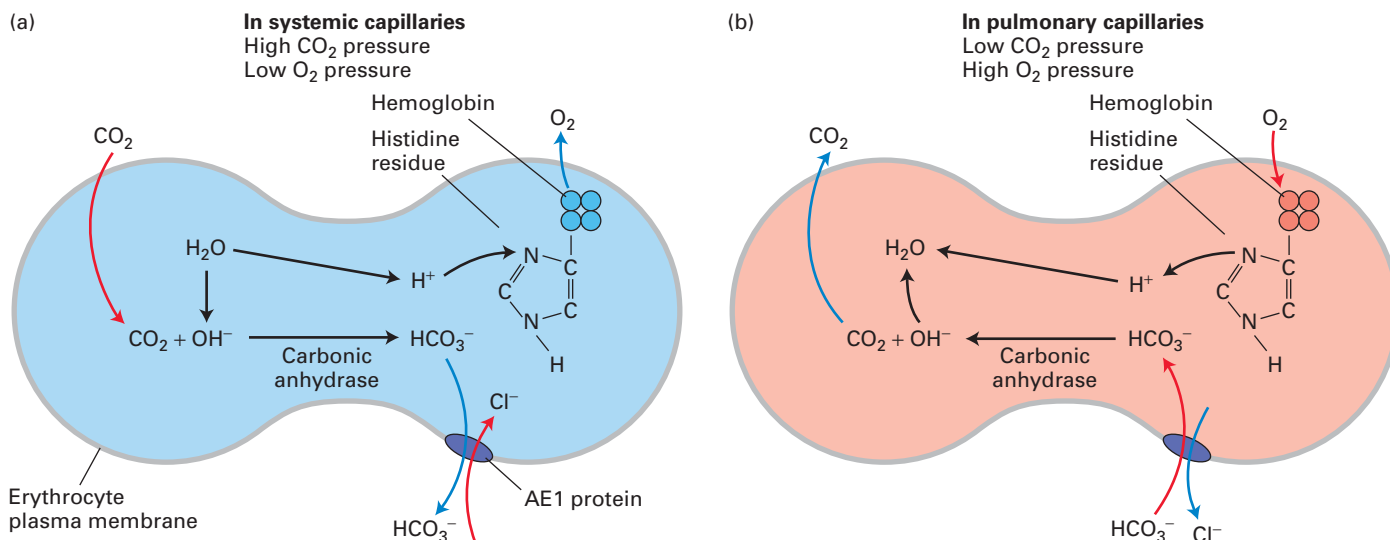 (a)
In systemic capillaries
High CO₂ pressure
Low O₂ pressure
Hemoglobin
Histidine
residue
O₂
CO₂
H₂O
H⁺
N
C
C
C
N
H
CO₂ + OH⁻
HCO₃⁻
Carbonic
anhydrase
Cl⁻
Erythrocyte
plasma membrane
AE1 protein
HCO₃⁻
(b)
In pulmonary capillaries
Low CO₂ pressure
High O₂ pressure
Hemoglobin
Histidine
residue
O₂
CO₂
H₂O
H⁺
N
C
C
C
N
H
CO₂ + OH⁻
HCO₃⁻
Carbonic
anhydrase
HCO₃⁻
Cl⁻